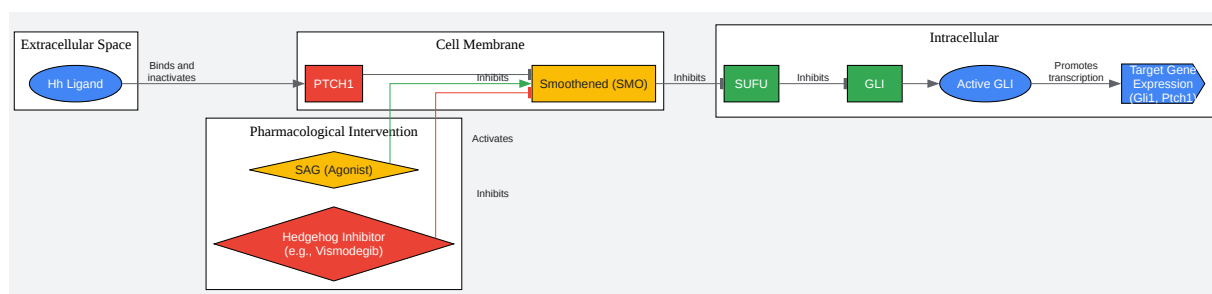 Extracellular Space
Hh Ligand
Binds and
inactivates
Cell Membrane
PTCH1
Inhibits
Smoothened (SMO)
Inhibits
Intracellular
SUFU
Inhibits
GLI
Active GLI
Promotes
transcription
Target Gene
Expression
(Gli1, Ptch1)
Pharmacological Intervention
SAG (Agonist)
Activates
Hedgehog Inhibitor
(e.g., Vismodegib)
Inhibits